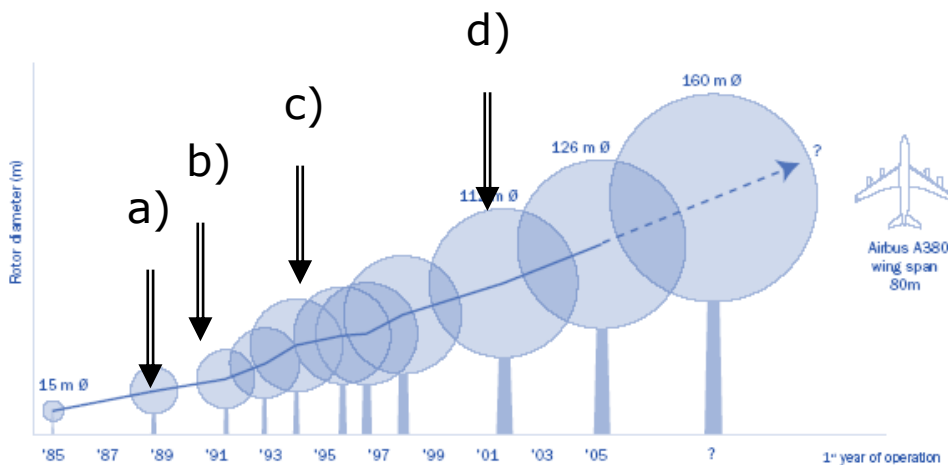 d)
160 m Ø
c)
126 m Ø
?
b)
a)
m Ø
Airbus A380
wing span
80m
15 m Ø
Rotor diameter (m)
'85 '87 '89 '91 '93 '95 '97 '99 '01 '03 '05 ? 1st year of operation